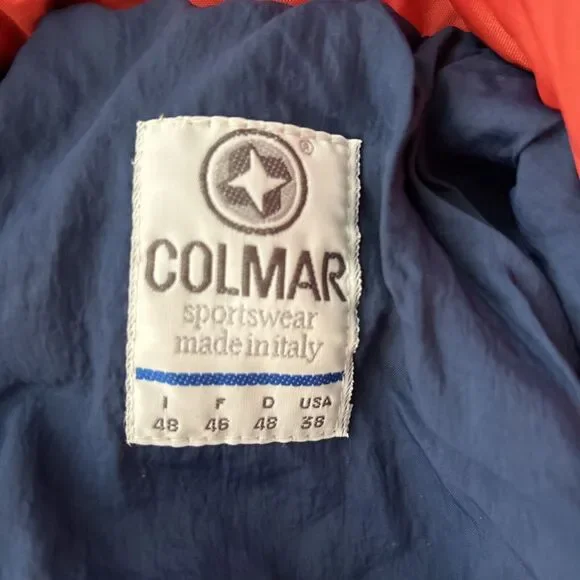 ®
COLMAR
sportswear
made in italy
I F D USA
48 46 48 38